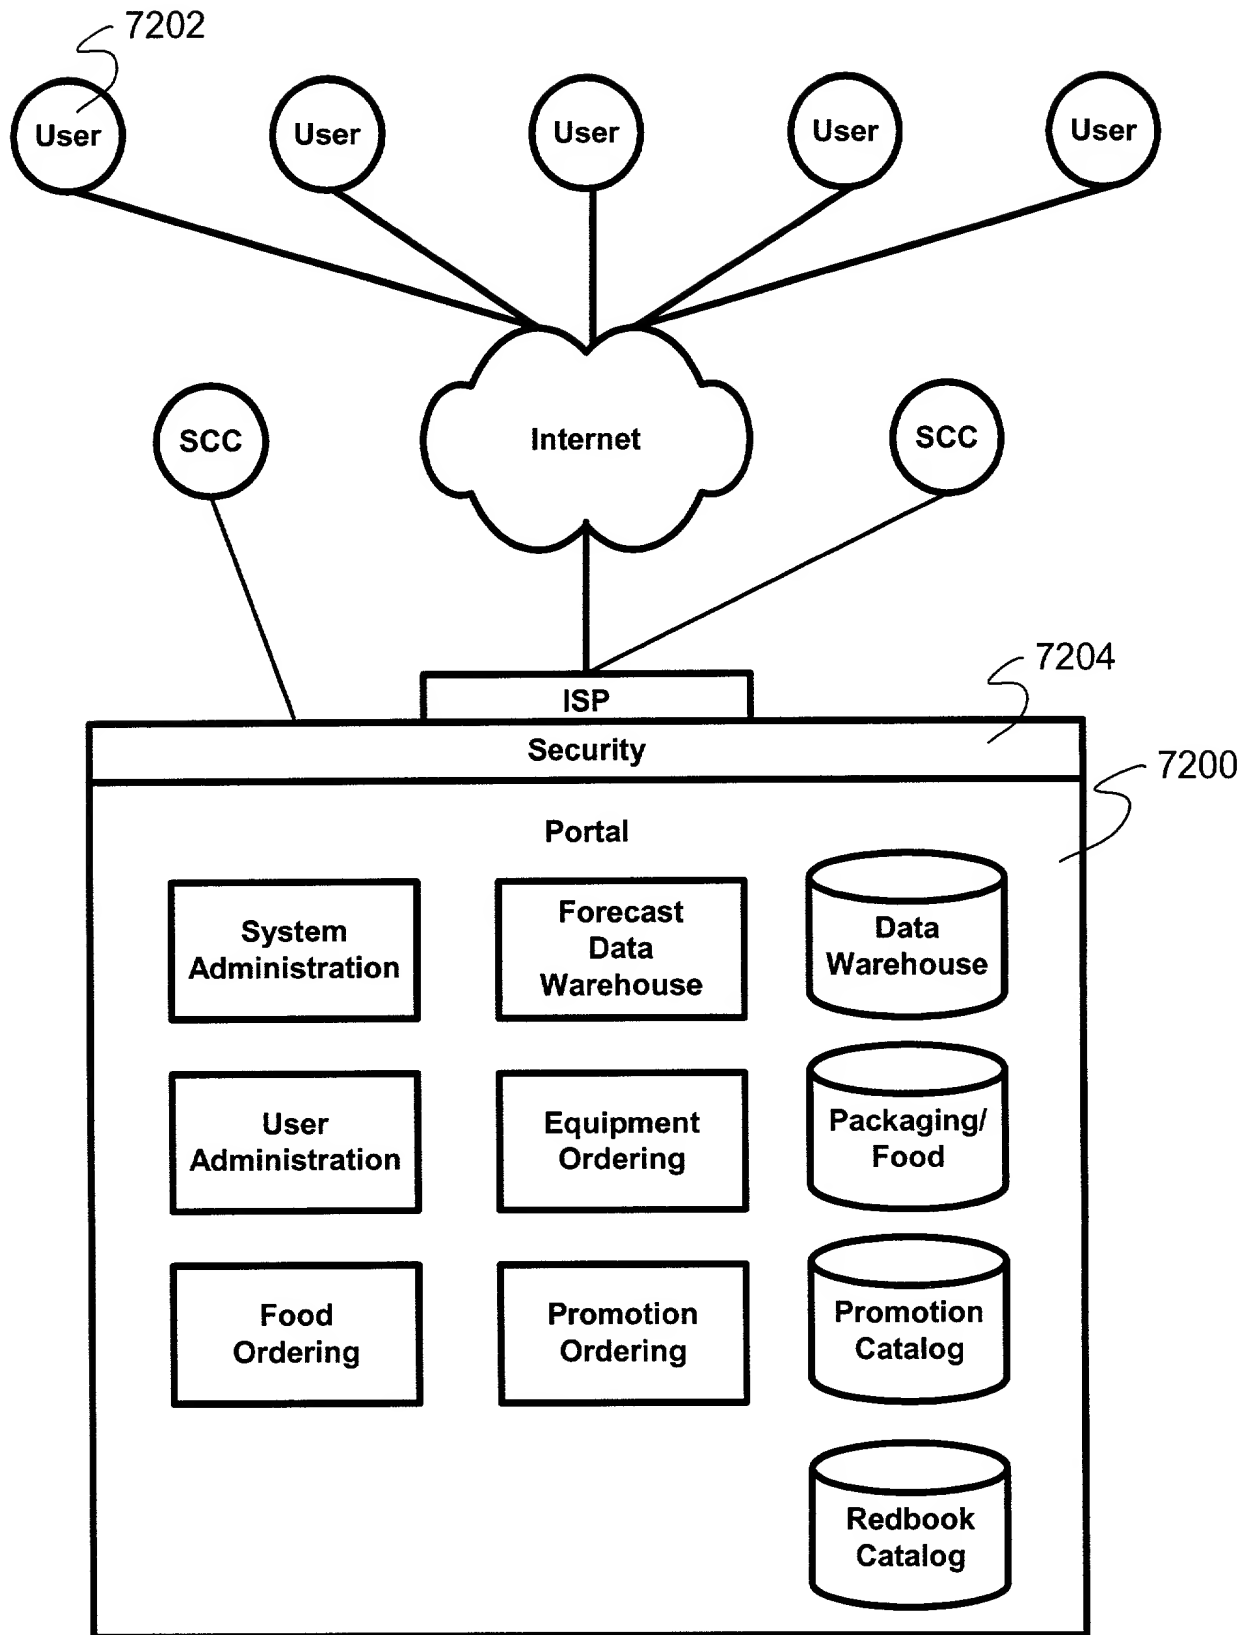 7202
User
User
User
User
User
SCC
Internet
SCC
7204
ISP
Security
7200
Portal
System
Administration
Forecast
Data
Warehouse
Data
Warehouse
User
Administration
Equipment
Ordering
Packaging/
Food
Food
Ordering
Promotion
Ordering
Promotion
Catalog
Redbook
Catalog